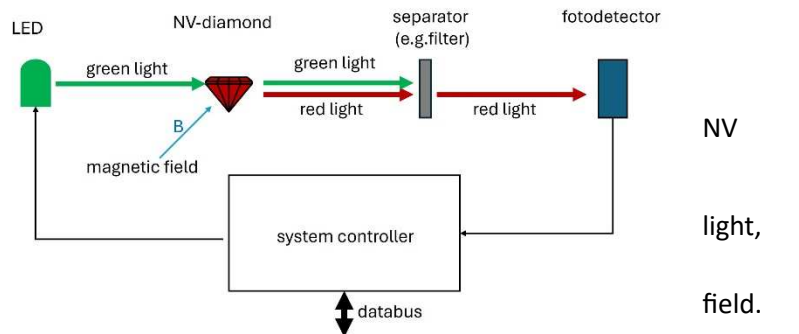 LED
NV-diamond
separator
(e.g.filter)
fotodetector
green light
green light
red light
red light
B
magnetic field
system controller
databus
NV
light,
field.